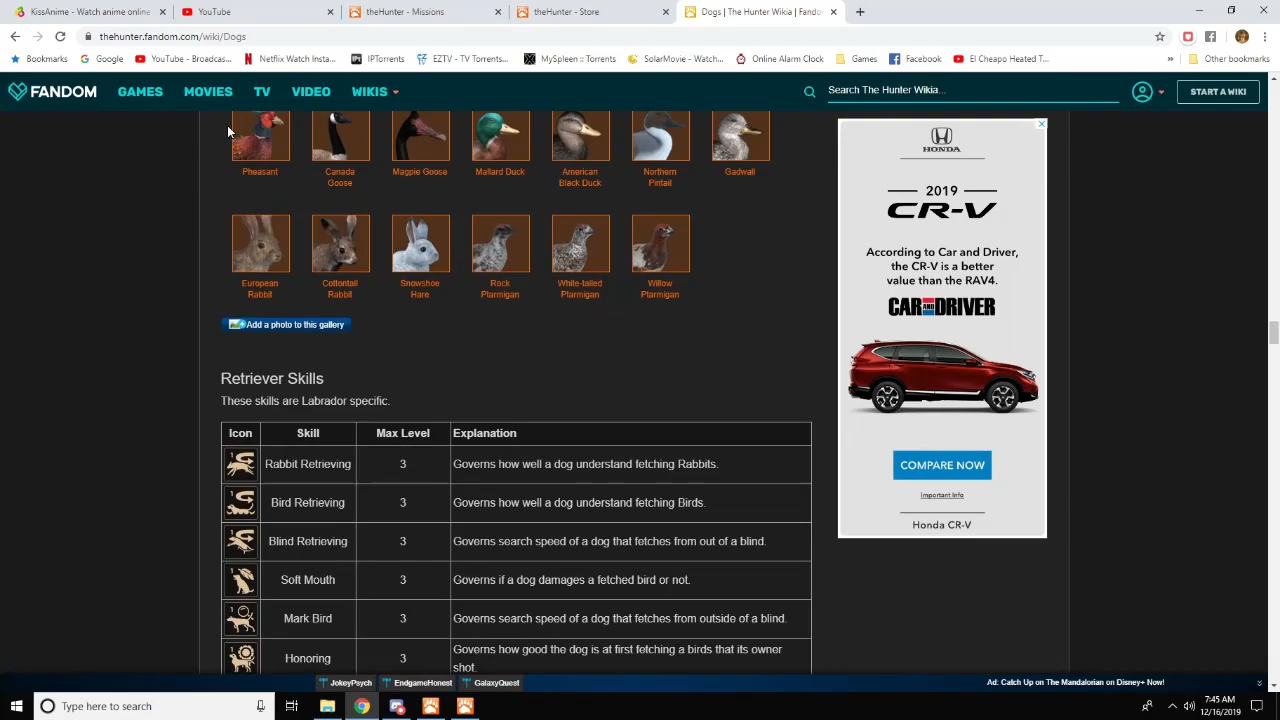 KissAnime - Watch anime online
YouTube
theHunter - Missions
theHunter - Store
Dogs | The Hunter Wikia | Fando
thehunter.fandom.com/wiki/Dogs
Bookmarks
Google
YouTube - Broadcas...
Netflix Watch Insta...
IPTorrents
EZTV - TV Torrents...
MySpleen :: Torrents
SolarMovie - Watch...
Online Alarm Clock
Games
Facebook
El Cheapo Heated T...
»
Other bookmarks
FANDOM
GAMES
MOVIES
TV
VIDEO
WIKIS
Search The Hunter Wikia...
START A WIKI
Pheasant
Canada
Goose
Magpie Goose
Mallard Duck
American
Black Duck
Northern
Pintail
Gadwall
European
Rabbit
Cottontail
Rabbit
Snowshoe
Hare
Rock
Ptarmigan
White-tailed
Ptarmigan
Willow
Ptarmigan
Add a photo to this gallery
Retriever Skills
These skills are Labrador specific.
Icon Skill Max Level Explanation
1 Rabbit Retrieving 3 Governs how well a dog understand fetching Rabbits.
1 Bird Retrieving 3 Governs how well a dog understand fetching Birds.
1 Blind Retrieving 3 Governs search speed of a dog that fetches from out of a blind.
1 Soft Mouth 3 Governs if a dog damages a fetched bird or not.
1 Mark Bird 3 Governs search speed of a dog that fetches from outside of a blind.
1 Honoring 3 Governs how good the dog is at first fetching a birds that its owner
shot.
HONDA
2019
CR-V
According to Car and Driver,
the CR-V is a better
value than the RAV4.
CAR AND DRIVER
COMPARE NOW
Important Info
Honda CR-V
JokeyPsych
EndgameHonest
GalaxyQuest
Ad: Catch Up on The Mandalorian on Disney+ Now!
Type here to search
7:45 AM
12/16/2019